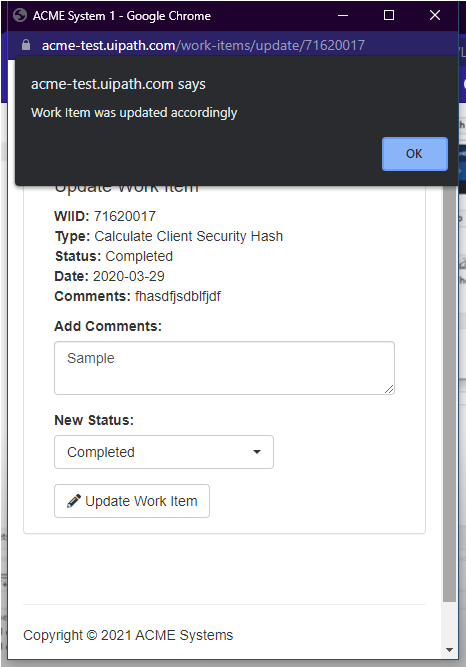 ACME System 1 - Google Chrome
acme-test.uipath.com/work-items/update/71620017
acme-test.uipath.com says
Work Item was updated accordingly
OK
Update Work Item
WIID: 71620017
Type: Calculate Client Security Hash
Status: Completed
Date: 2020-03-29
Comments: fhasdfjsdblfjdf
Add Comments:
Sample
New Status:
Completed
Update Work Item
Copyright © 2021 ACME Systems